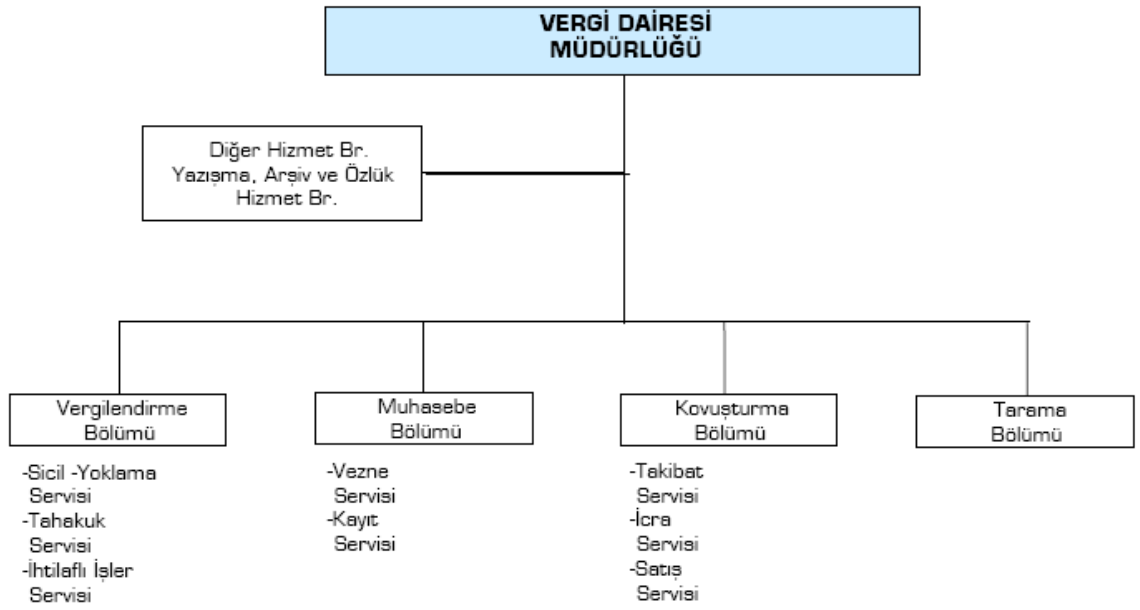 VERGİ DAİRESİ
MÜDÜRLÜĞÜ
Diğer Hizmet Br.
Yazışma, Arşiv ve Özlük
Hizmet Br.
Vergilendirme
Bölümü
-Sicil -Yoklama
Servisi
-Tahakuk
Servisi
-İhtilaflı İşler
Servisi
Muhasebe
Bölümü
-Vezne
Servisi
-Kayıt
Servisi
Kovuşturma
Bölümü
-Takibat
Servisi
-İcra
Servisi
-Satış
Servisi
Tarama
Bölümü